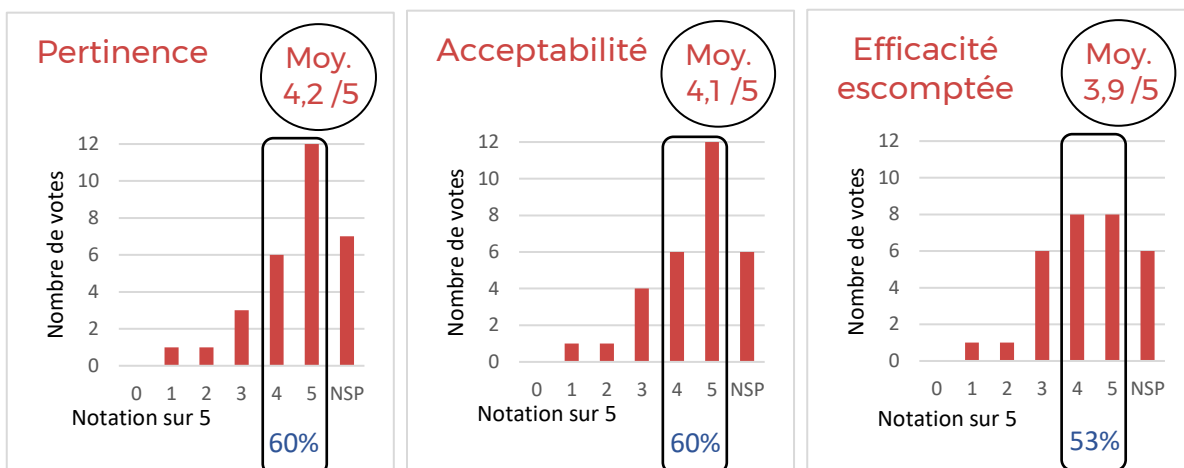 Pertinence
Moy.
4,2 /5
Nombre de votes
12
10
8
6
4
2
0
0 1 2 3 4 5 NSP
Notation sur 5
60%
Acceptabilité
Moy.
4,1 /5
Nombre de votes
12
10
8
6
4
2
0
0 1 2 3 4 5 NSP
Notation sur 5
60%
Efficacité
escomptée
Moy.
3,9 /5
Nombre de votes
12
10
8
6
4
2
0
0 1 2 3 4 5 NSP
Notation sur 5
53%